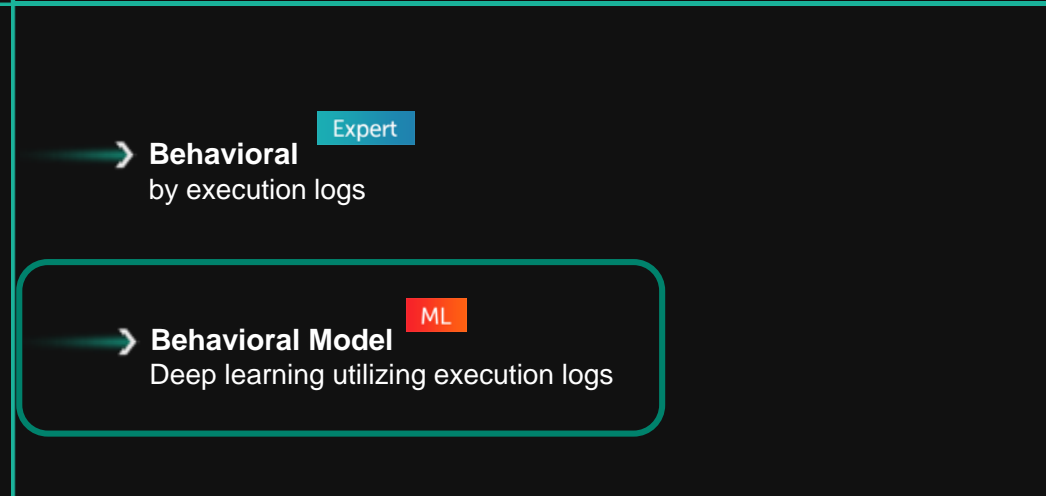 Expert
Behavioral
by execution logs
ML
Behavioral Model
Deep learning utilizing execution logs